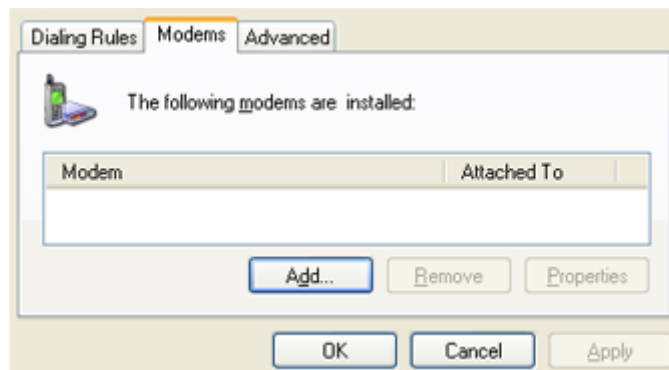 Dialing Rules Modems Advanced
The following modems are installed:
Modem Attached To
Add... Remove Properties
OK Cancel Apply